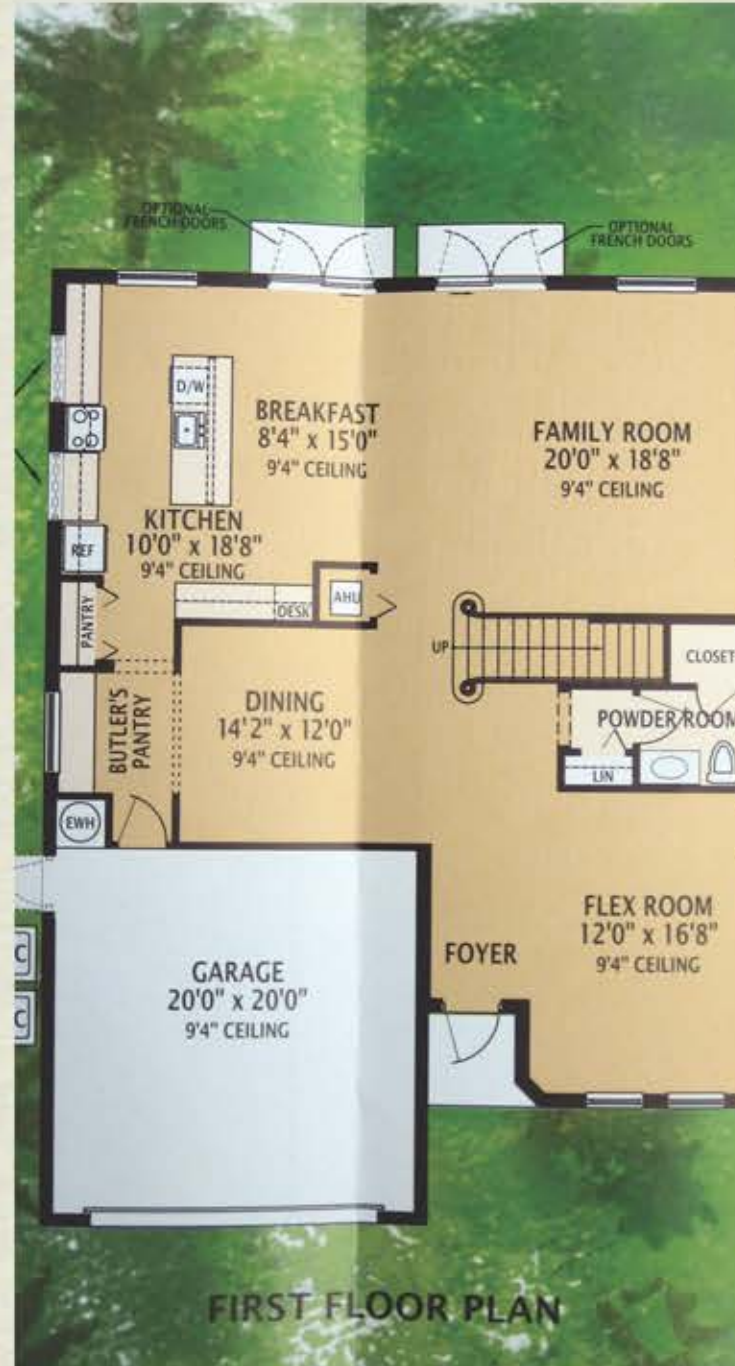 OPTIONAL
FRENCH DOORS
OPTIONAL
FRENCH DOORS
D/W
BREAKFAST
8'4" x 15'0"
9'4" CEILING
FAMILY ROOM
20'0" x 18'8"
9'4" CEILING
KITCHEN
10'0" x 18'8"
9'4" CEILING
REF
PANTRY
DESK
AHU
UP
CLOSET
BUTLER'S
PANTRY
DINING
14'2" x 12'0"
9'4" CEILING
POWDER ROOM
LIN
EWH
FLEX ROOM
12'0" x 16'8"
9'4" CEILING
FOYER
GARAGE
20'0" x 20'0"
9'4" CEILING
C
C
FIRST FLOOR PLAN